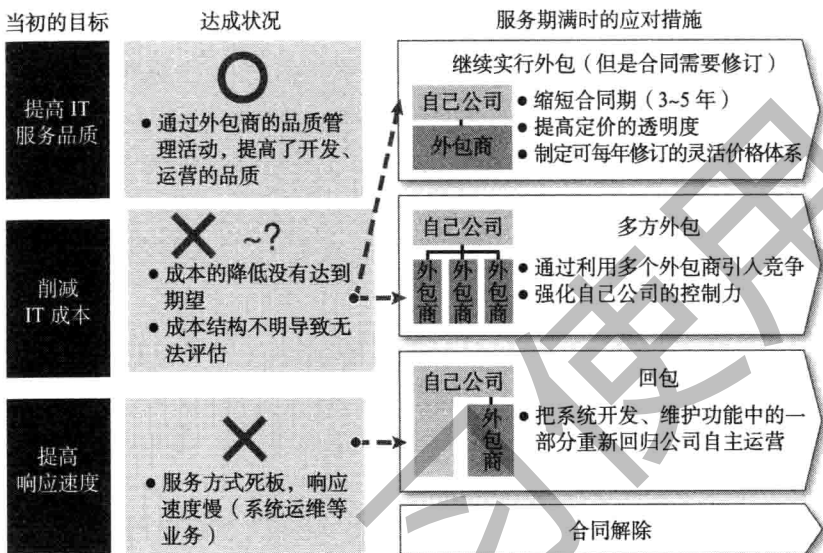 当初的目标
达成状况
服务期满时的应对措施
提高 IT
服务品质
○
• 通过外包商的品质管
理活动，提高了开发、
运营的品质
继续实行外包（但是合同需要修订）
自己公司
外包商
• 缩短合同期（3~5 年）
• 提高定价的透明度
• 制定可每年修订的灵活价格体系
削减
IT 成本
× ~?
• 成本的降低没有达到
期望
• 成本结构不明导致无
法评估
自己公司
外包商
外包商
外包商
多方外包
• 通过利用多个外包商引入竞争
• 强化自己公司的控制力
提高
响应速度
×
• 服务方式死板，响应
速度慢（系统运维等
业务）
自己公司
外包商
回包
• 把系统开发、维护功能中的一
部分重新回归公司自主运营
合同解除
习使用